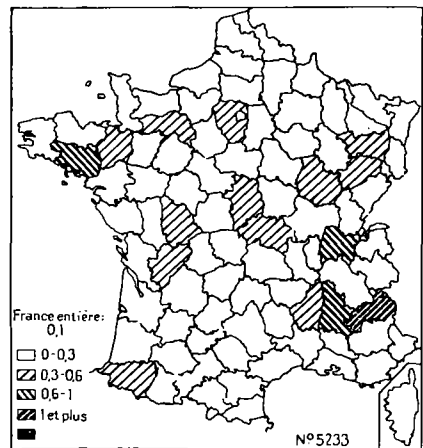 France entière:
0,1
0-0,3
0,3-0,6
0,6-1
1 et plus
N° 5233